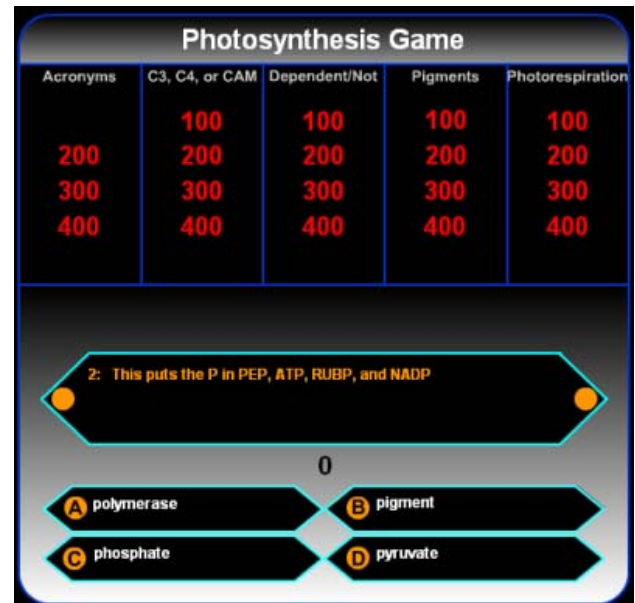 Photosynthesis Game
Acronyms C3, C4, or CAM Dependent/Not Pigments Photorespiration
100 100 100 100
200 200 200 200 200
300 300 300 300 300
400 400 400 400 400
2: This puts the P in PEP, ATP, RUBP, and NADP
0
A polymerase B pigment
C phosphate D pyruvate